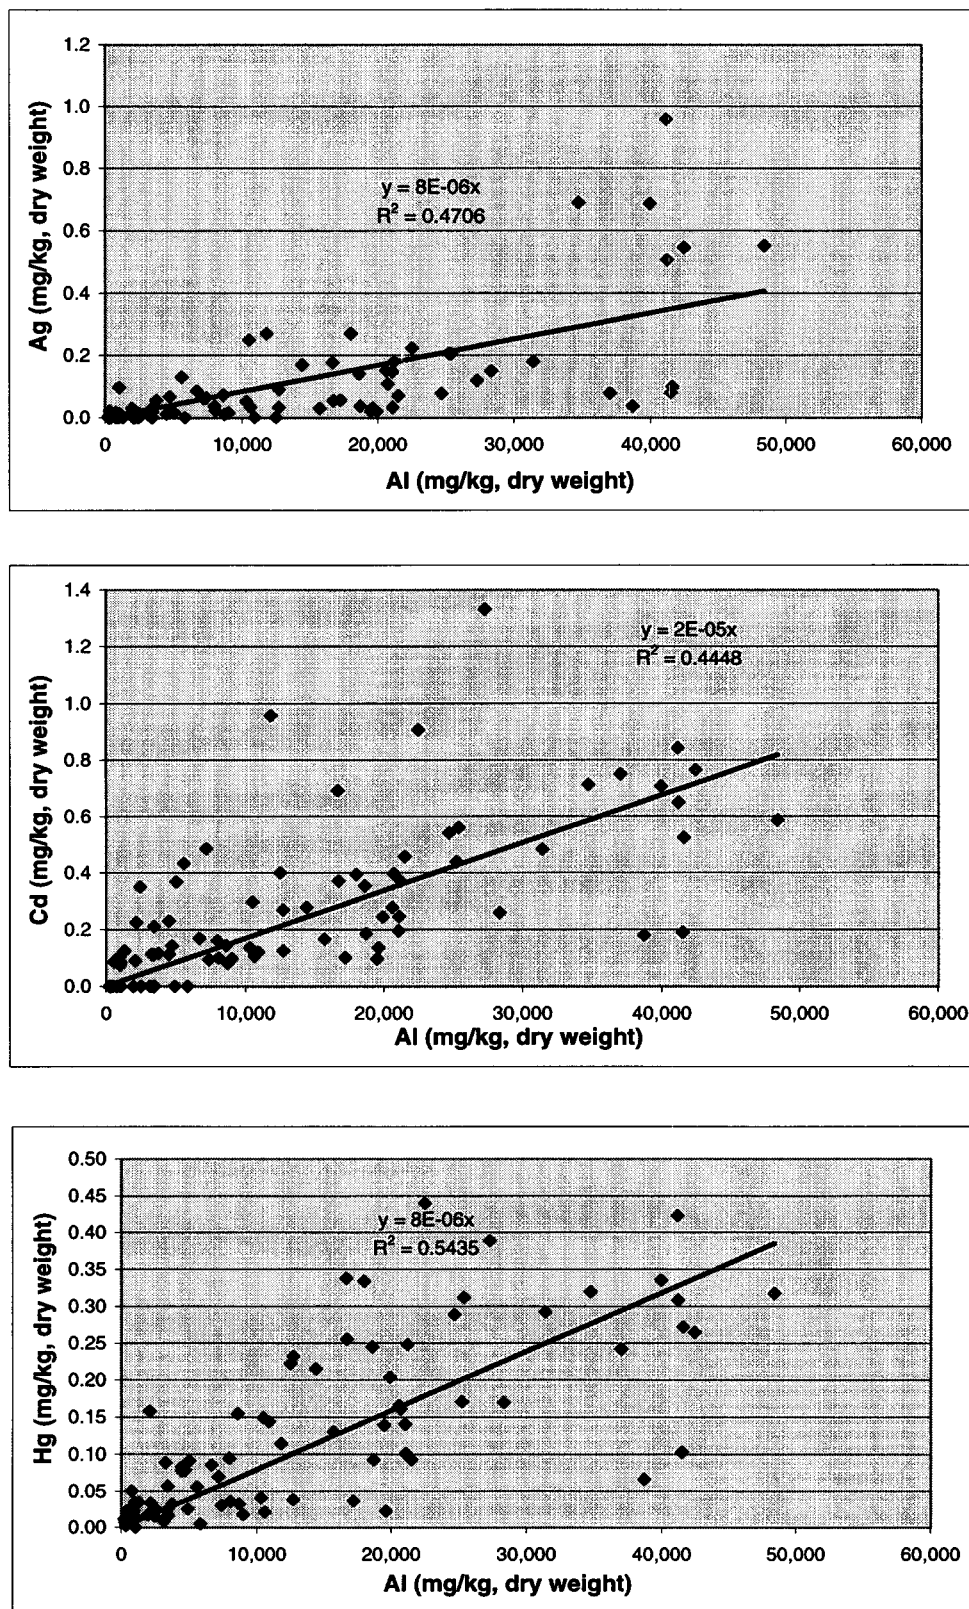 1.2
1.0
0.8
0.6
0.4
0.2
0.0
Ag (mg/kg, dry weight)
y = 8E-06x
R² = 0.4706
0 10,000 20,000 30,000 40,000 50,000 60,000
Al (mg/kg, dry weight)
1.4
1.2
1.0
0.8
0.6
0.4
0.2
0.0
Cd (mg/kg, dry weight)
y = 2E-05x
R² = 0.4448
0 10,000 20,000 30,000 40,000 50,000 60,000
Al (mg/kg, dry weight)
0.50
0.45
0.40
0.35
0.30
0.25
0.20
0.15
0.10
0.05
0.00
Hg (mg/kg, dry weight)
y = 8E-06x
R² = 0.5435
0 10,000 20,000 30,000 40,000 50,000 60,000
Al (mg/kg, dry weight)